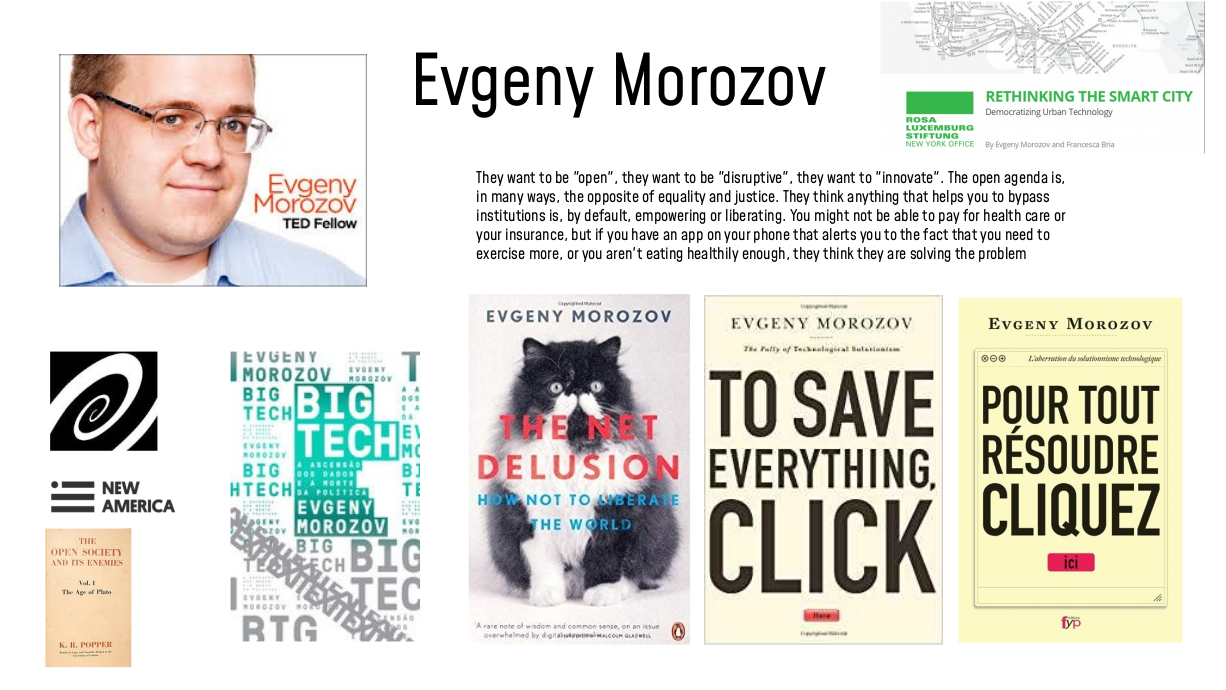 Evgeny Morozov
Evgeny
Morozov
TED Fellow
RETHINKING THE SMART CITY
Democratizing Urban Technology
ROSA
LUXEMBURG
STIFTUNG
NEW YORK OFFICE
By Evgeny Morozov and Francesca Bria
They want to be "open", they want to be "disruptive", they want to "innovate". The open agenda is,
in many ways, the opposite of equality and justice. They think anything that helps you to bypass
institutions is, by default, empowering or liberating. You might not be able to pay for health care or
your insurance, but if you have an app on your phone that alerts you to the fact that you need to
exercise more, or you aren't eating healthily enough, they think they are solving the problem
NEW
AMERICA
THE
OPEN SOCIETY
AND ITS ENEMIES
Vol. I
The Age of Plato
K. R. POPPER
EVGENY
MOROZOV
BIG
TECH
BIG
TECH
A ASCENSÃO
DOS DADOS
E A MORTE
DA POLÍTICA
EVGENY
MOROZOV
Copyrighted Material
EVGENY MOROZOV
THE NET
DELUSION
HOW NOT TO LIBERATE
THE WORLD
'A rare note of wisdom and common sense, on an issue
overwhelmed by digital
MALCOLM GLADWELL
Copyrighted Material
EVGENY MOROZOV
The Folly of Technological Solutionism
TO SAVE
EVERYTHING,
CLICK
Here
Copyrighted Material
EVGENY MOROZOV
L'aberration du solutionnisme technologique
POUR TOUT
RÉSOUDRE
CLIQUEZ
ici
fyp